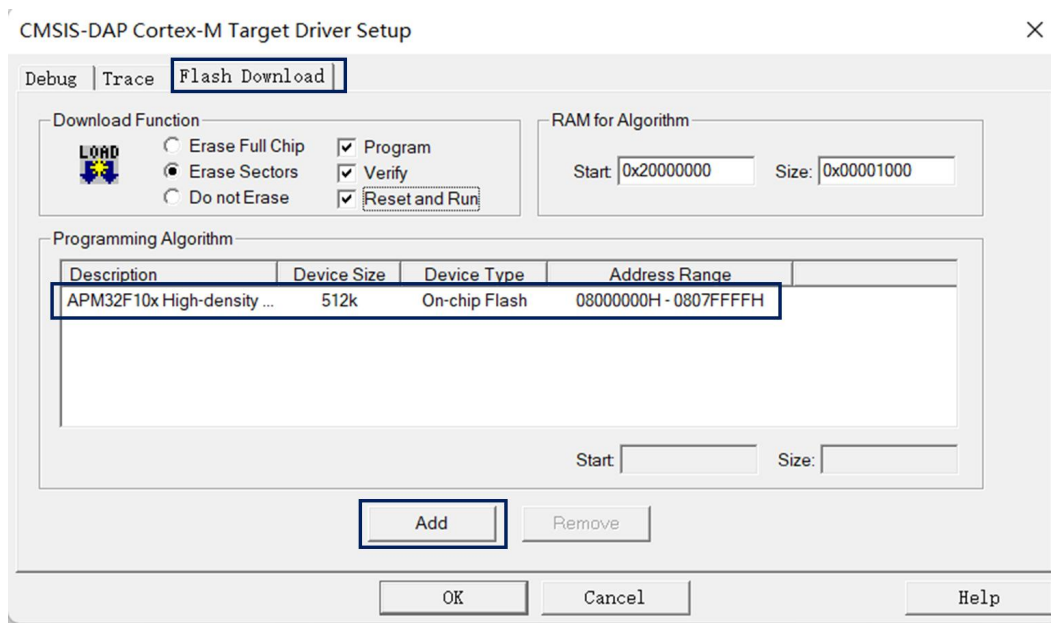 CMSIS-DAP Cortex-M Target Driver Setup
Debug Trace Flash Download
Download Function
LOAD
Erase Full Chip
Erase Sectors
Do not Erase
Program
Verify
Reset and Run
RAM for Algorithm
Start: 0x20000000 Size: 0x00001000
Programming Algorithm
Description Device Size Device Type Address Range
APM32F10x High-density ... 512k On-chip Flash 08000000H - 0807FFFFH
Start: Size:
Add Remove
OK Cancel Help